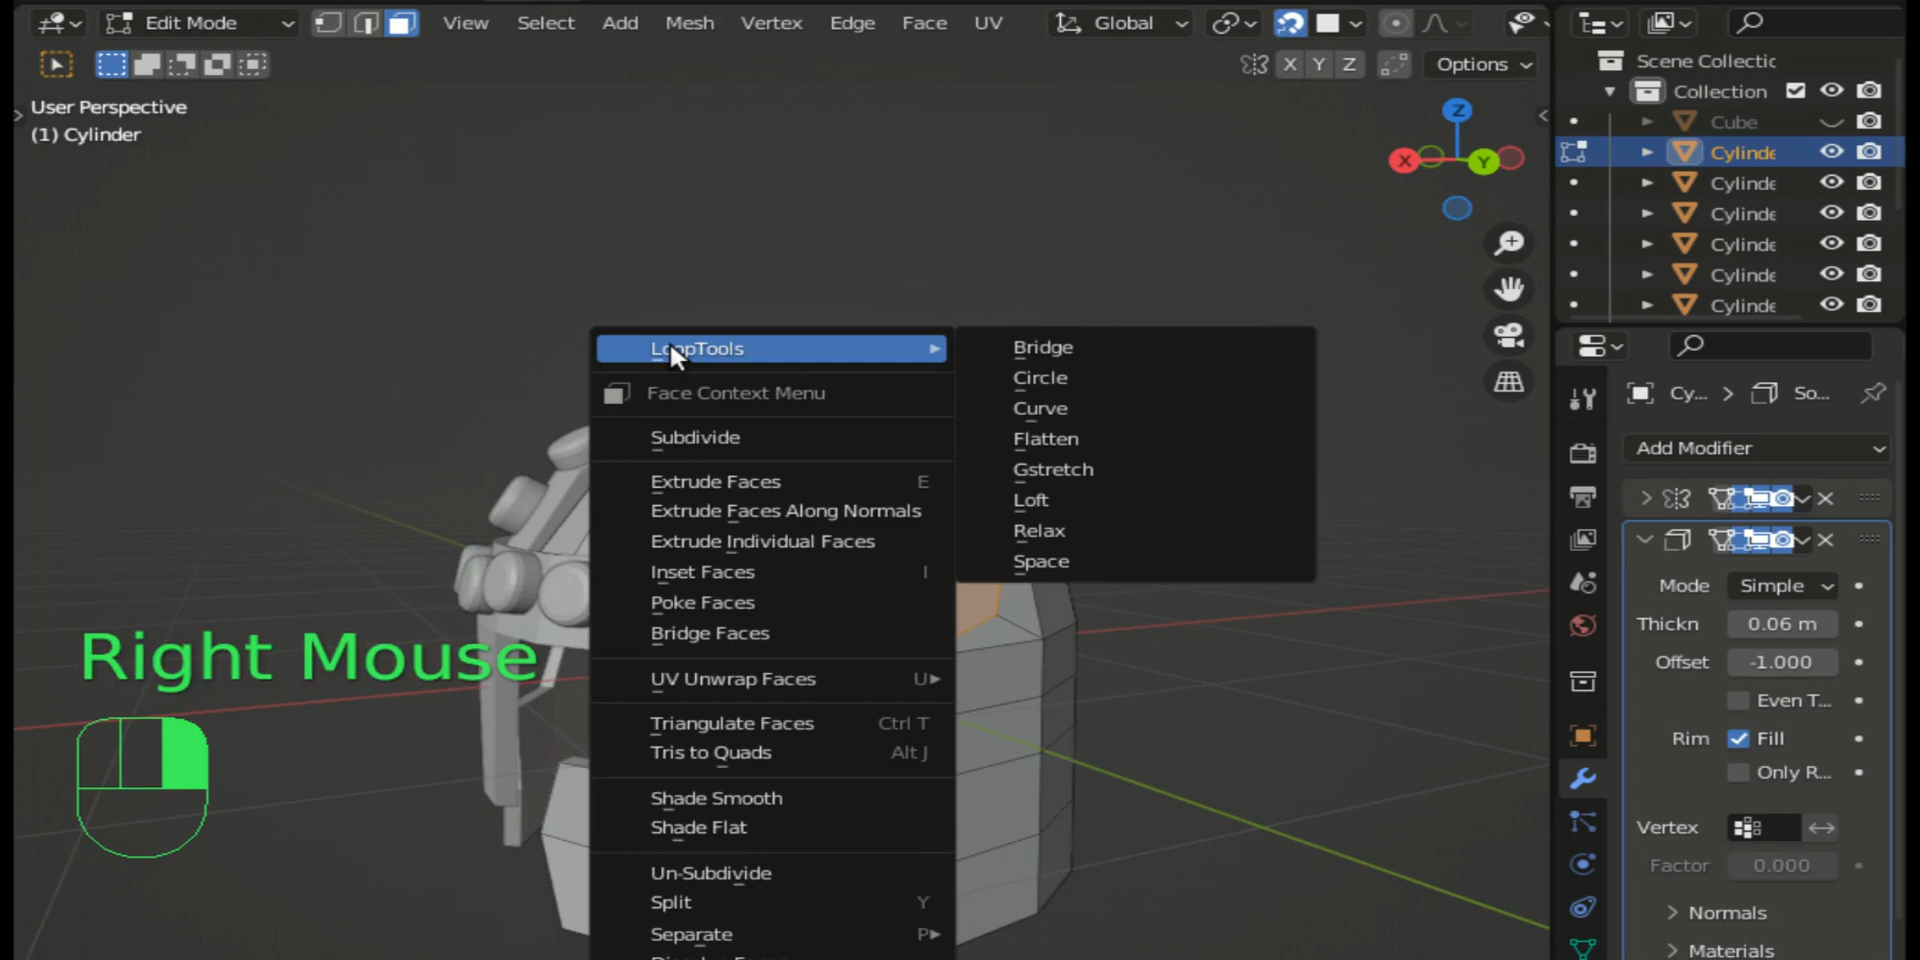 Edit Mode View Select Add Mesh Vertex Edge Face UV Global
X Y Z Options
User Perspective
(1) Cylinder
Z
X
Y
Scene Collectic
Collection
Cube
Cylinde
Cylinde
Cylinde
Cylinde
Cylinde
Cylinde
LoopTools
Face Context Menu
Subdivide
Extrude Faces E
Extrude Faces Along Normals
Extrude Individual Faces
Inset Faces I
Poke Faces
Bridge Faces
UV Unwrap Faces U
Triangulate Faces Ctrl T
Tris to Quads Alt J
Shade Smooth
Shade Flat
Un-Subdivide
Split Y
Separate P
Bridge
Circle
Curve
Flatten
Gstretch
Loft
Relax
Space
Right Mouse
Cy... > So...
Add Modifier
Mode Simple
Thickn 0.06 m
Offset -1.000
Even T...
Rim Fill
Only R...
Vertex
Factor 0.000
Normals
Materials